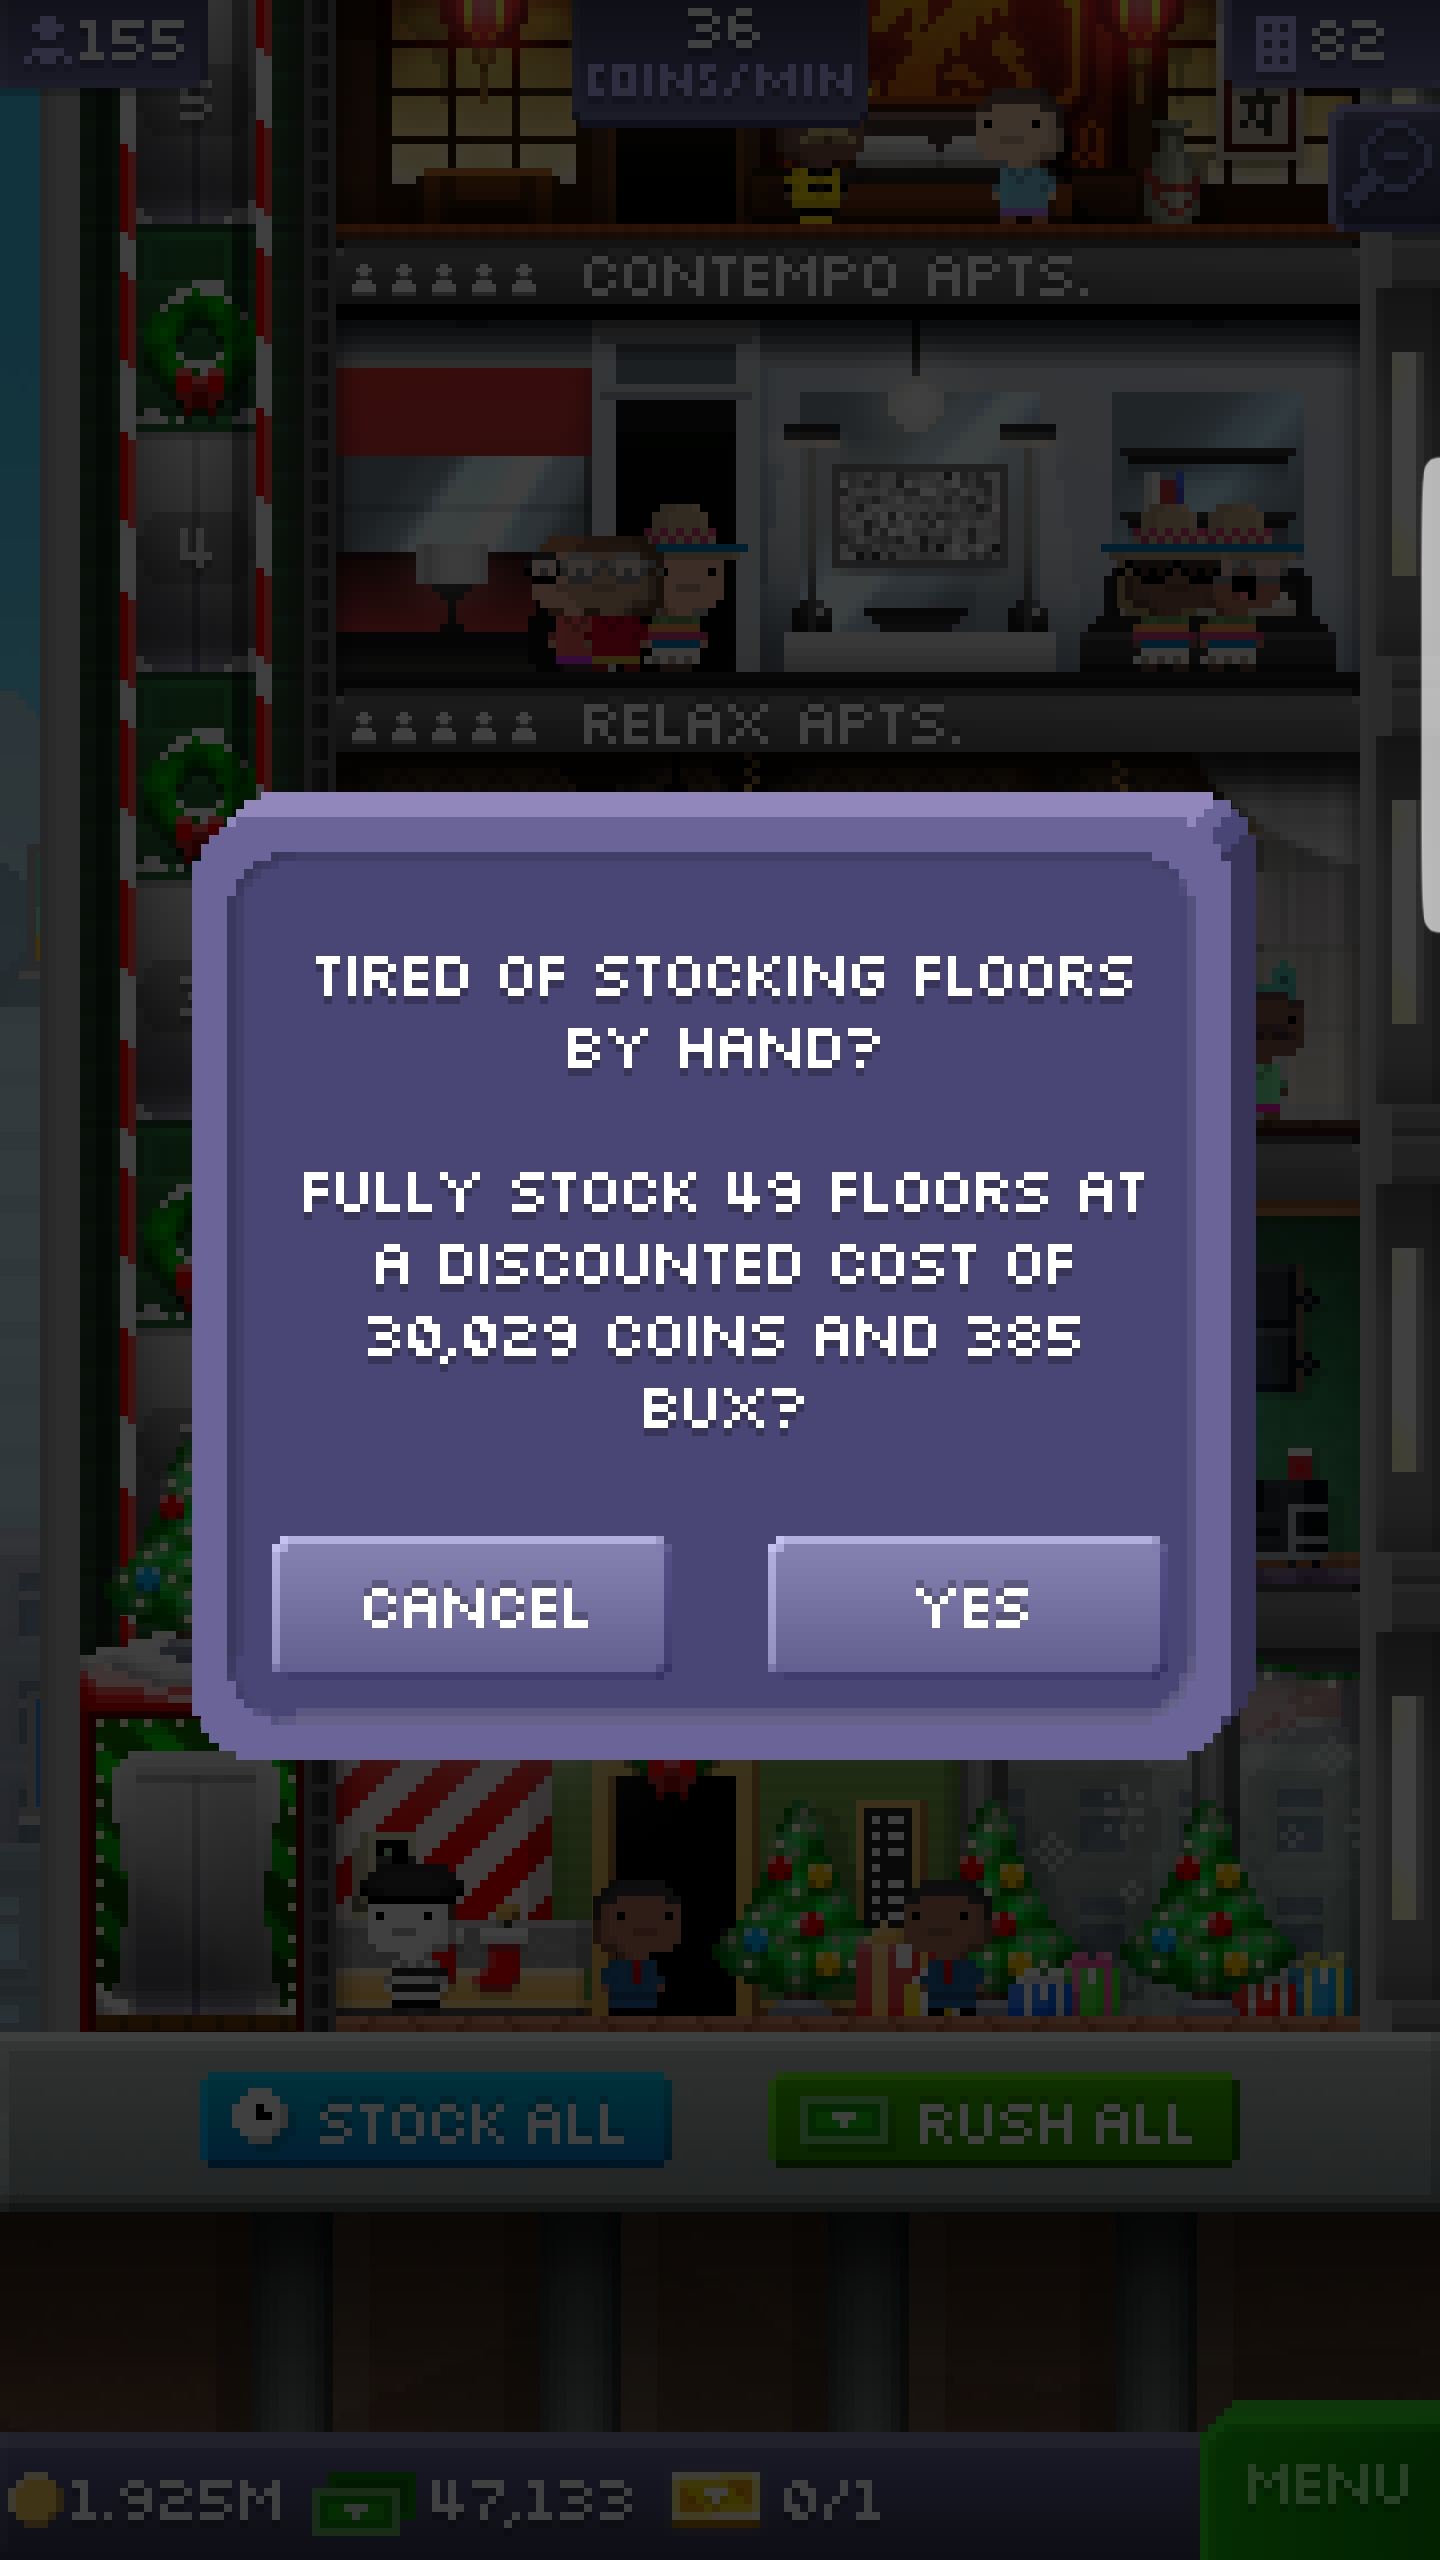 155
36
COINS/MIN
82
5
CONTEMPO APTS.
4
RELAX APTS.
TIRED OF STOCKING FLOORS
BY HAND?
FULLY STOCK 49 FLOORS AT
A DISCOUNTED COST OF
30,029 COINS AND 385
BUX?
CANCEL
YES
STOCK ALL
RUSH ALL
1.925M
47,133
0/1
MENU